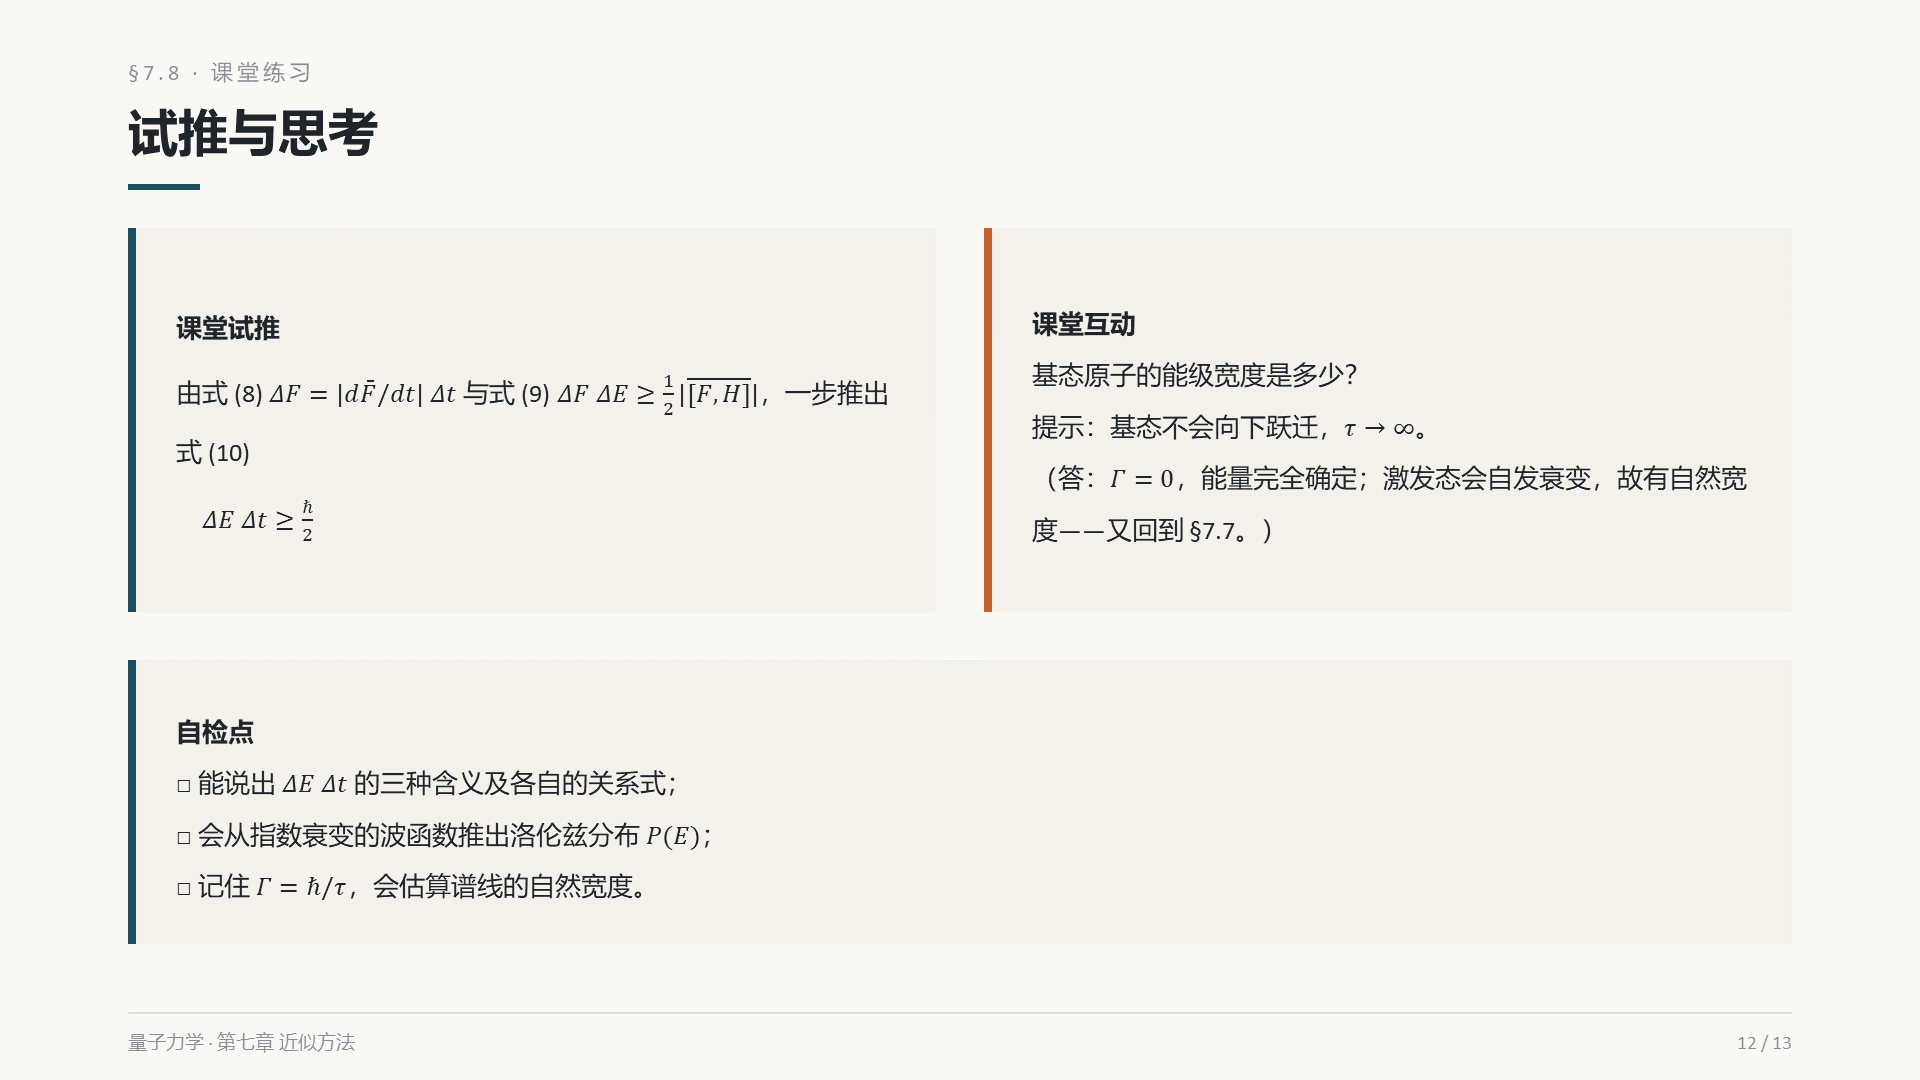 §7.8 · 课堂练习
试推与思考
课堂试推
由式 (8) ΔF = |dF̄/dt| Δt 与式 (9) ΔF ΔE ≥ \frac{1}{2}|\overline{[F, H]}|，一步推出
式 (10)
ΔE Δt ≥ \frac{ℏ}{2}
课堂互动
基态原子的能级宽度是多少？
提示：基态不会向下跃迁，τ → ∞。
（答：Γ = 0，能量完全确定；激发态会自发衰变，故有自然宽
度——又回到 §7.7。）
自检点
□ 能说出 ΔE Δt 的三种含义及各自的关系式；
□ 会从指数衰变的波函数推出洛伦兹分布 P(E)；
□ 记住 Γ = ℏ/τ，会估算谱线的自然宽度。
量子力学 · 第七章 近似方法
12 / 13